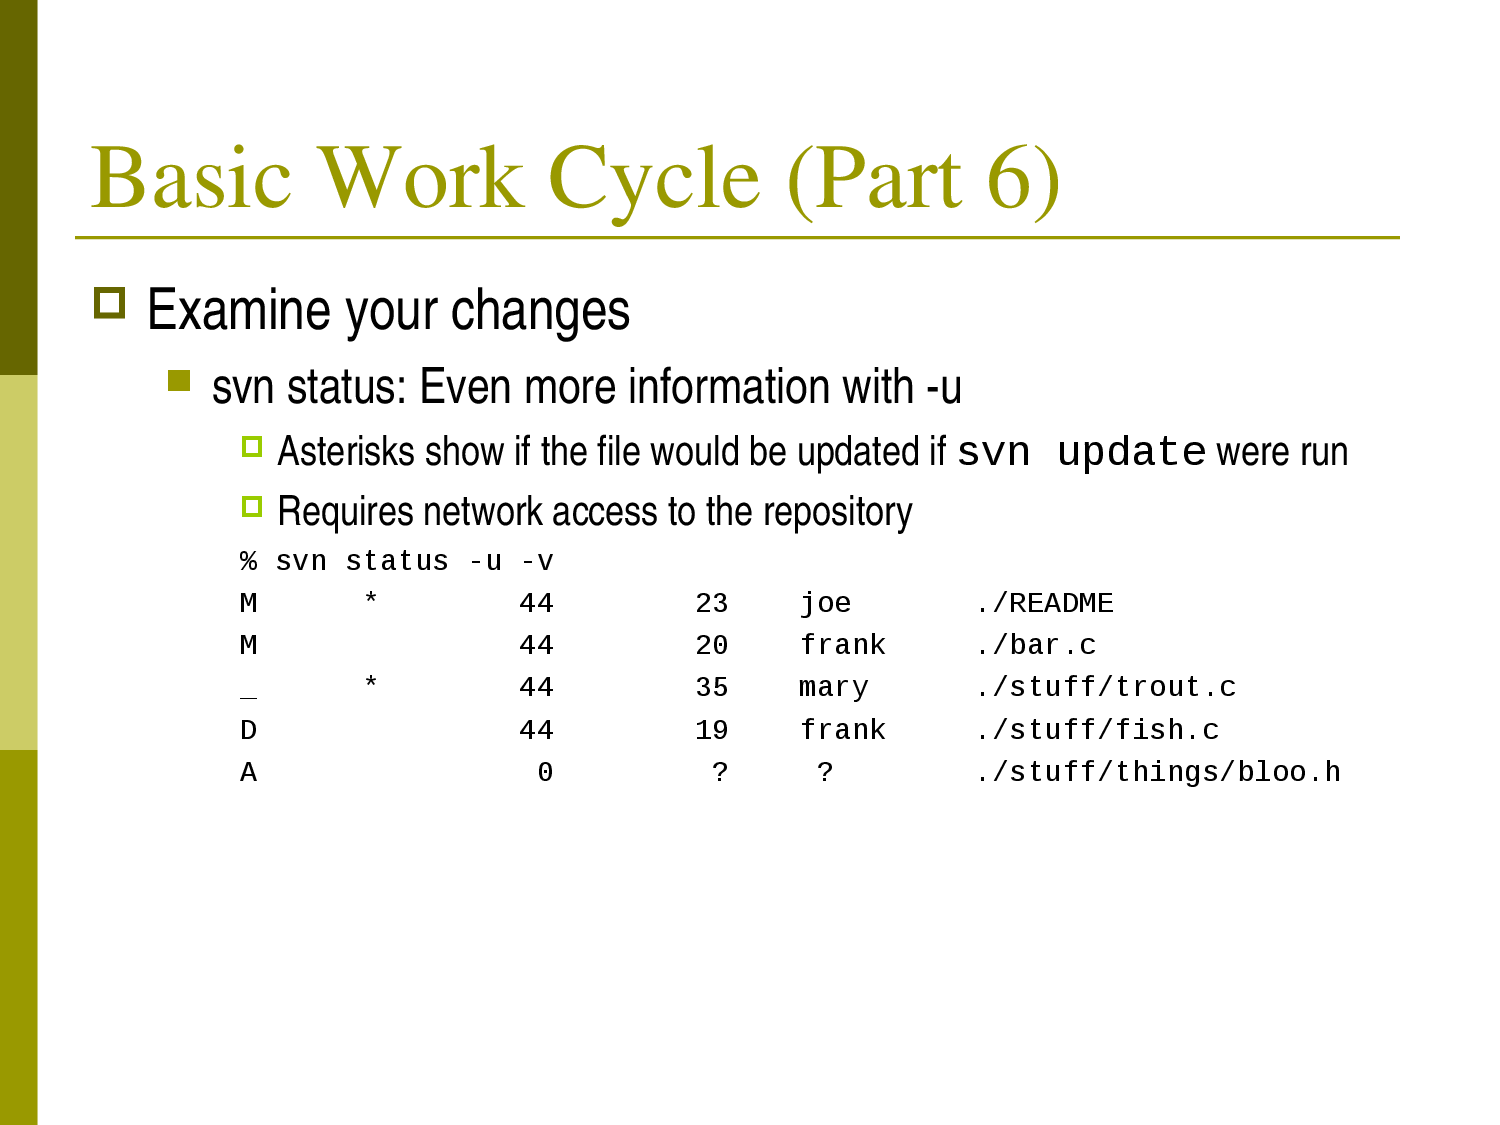 Basic Work Cycle (Part 6)
Examine your changes
svn status: Even more information with -u
Asterisks show if the file would be updated if svn update were run
Requires network access to the repository
% svn status -u -v
M      *        44        23    joe       ./README
M               44        20    frank     ./bar.c
_      *        44        35    mary      ./stuff/trout.c
D               44        19    frank     ./stuff/fish.c
A                0         ?     ?        ./stuff/things/bloo.h